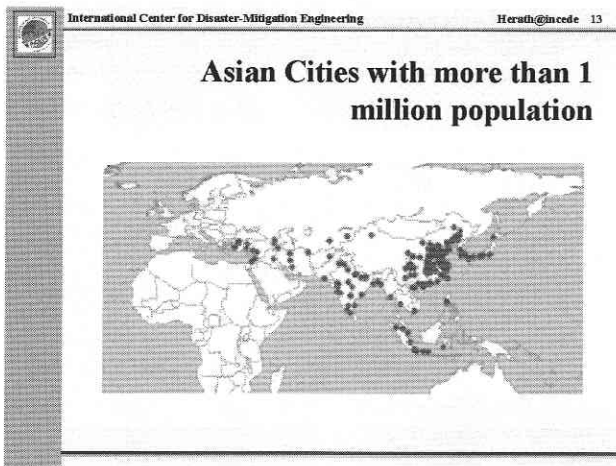 International Center for Disaster-Mitigation Engineering Herath@incede 13
Asian Cities with more than 1
million population